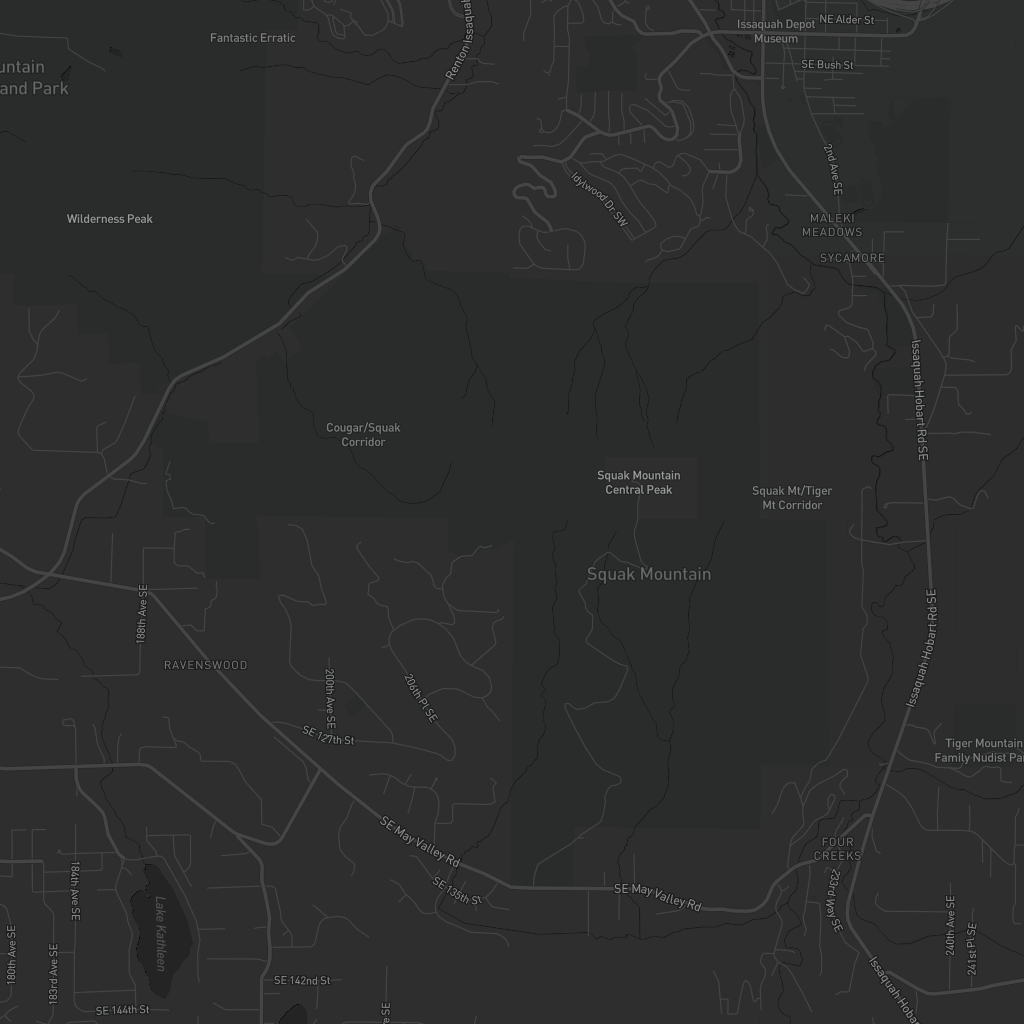 NE Alder St
Issaquah Depot
Museum
Fantastic Erratic
Renton Issaquah
SE Bush St
and Park
2nd Ave SE
Idylwood Dr SW
Wilderness Peak
MALEKI
MEADOWS
SYCAMORE
Issaquah Hobart Rd SE
Cougar/Squak
Corridor
Squak Mountain
Central Peak
Squak Mt/Tiger
Mt Corridor
Squak Mountain
188th Ave SE
Issaquah Hobart Rd SE
RAVENSWOOD
200th Ave SE
206th Pl SE
SE 127th St
Tiger Mountain
Family Nudist Par
SE May Valley Rd
FOUR
CREEKS
184th Ave SE
SE 135th St
SE May Valley Rd
233rd Way SE
Lake Kathleen
180th Ave SE
183rd Ave SE
240th Ave SE
241st Pl SE
SE 142nd St
Issaquah Hobar
SE 144th St
ve SE